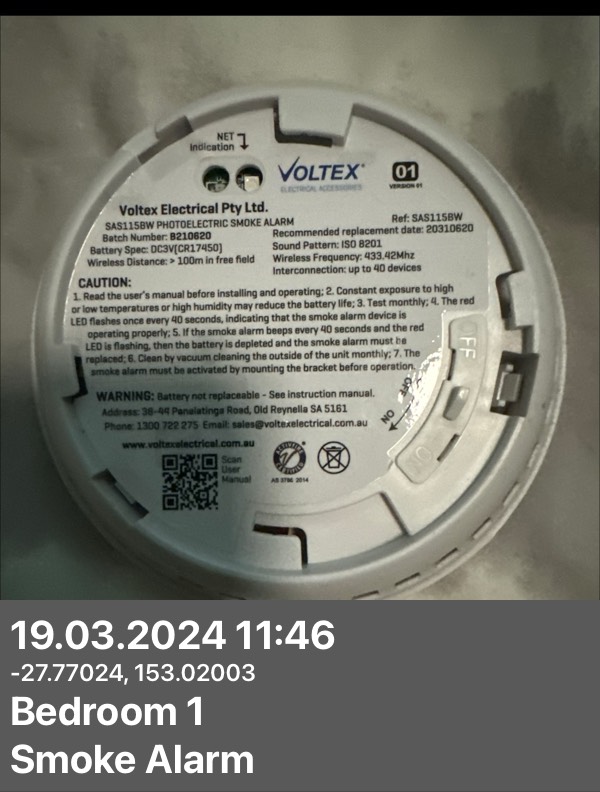 NET
Indication
VOLTEX®
ELECTRICAL ACCESSORIES
01
VERSION 01
Voltex Electrical Pty Ltd.
SAS115BW PHOTOELECTRIC SMOKE ALARM
Ref: SAS115BW
Batch Number: B210620
Recommended replacement date: 20310620
Battery Spec: DC3V(CR17450)
Sound Pattern: ISO 8201
Wireless Distance: > 100m in free field
Wireless Frequency: 433.42Mhz
Interconnection: up to 40 devices
CAUTION:
1. Read the user's manual before installing and operating; 2. Constant exposure to high
or low temperatures or high humidity may reduce the battery life; 3. Test monthly; 4. The red
LED flashes once every 40 seconds, indicating that the smoke alarm device is
operating properly; 5. If the smoke alarm beeps every 40 seconds and the red
LED is flashing, then the battery is depleted and the smoke alarm must be
replaced; 6. Clean by vacuum cleaning the outside of the unit monthly; 7. The
smoke alarm must be activated by mounting the bracket before operation.
OFF
OFF
ON
WARNING: Battery not replaceable - See instruction manual.
Address: 36-44 Panalatinga Road, Old Reynella SA 5161
Phone: 1300 722 275 Email: sales@voltexelectrical.com.au
www.voltexelectrical.com.au
Scan
User
Manual
AS 3786 2014
19.03.2024 11:46
-27.77024, 153.02003
Bedroom 1
Smoke Alarm